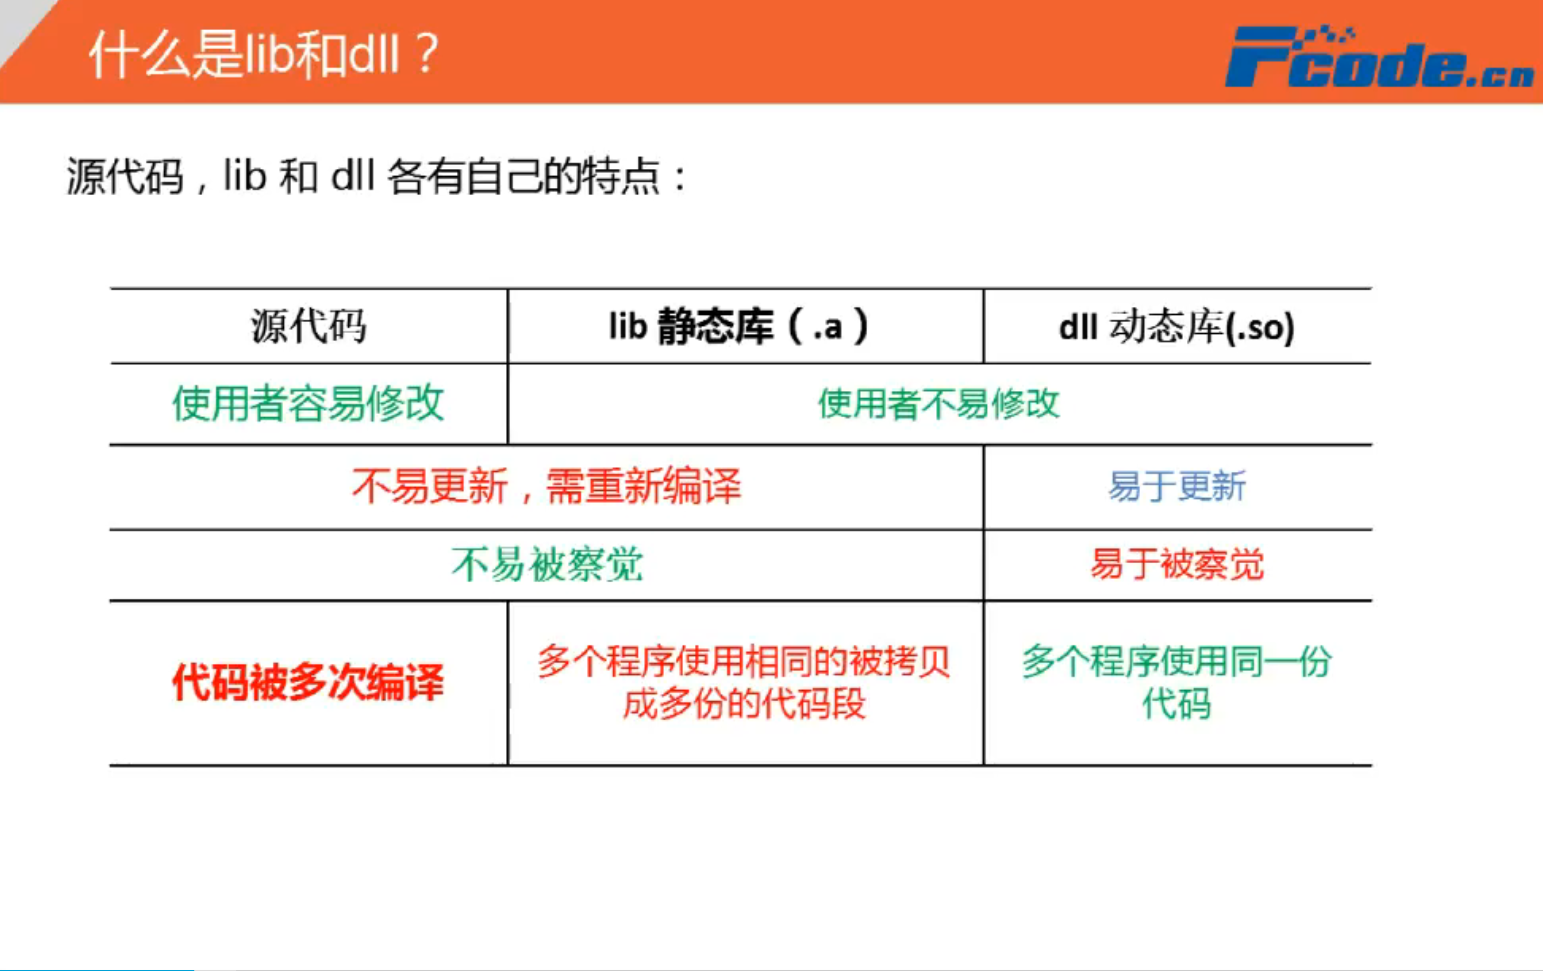 什么是lib和dll？
Fcode.cn
源代码，lib 和 dll 各有自己的特点：
源代码
lib 静态库（.a）
dll 动态库(.so)
使用者容易修改
使用者不易修改
不易更新，需重新编译
易于更新
不易被察觉
易于被察觉
代码被多次编译
多个程序使用相同的被拷贝
成多份的代码段
多个程序使用同一份
代码